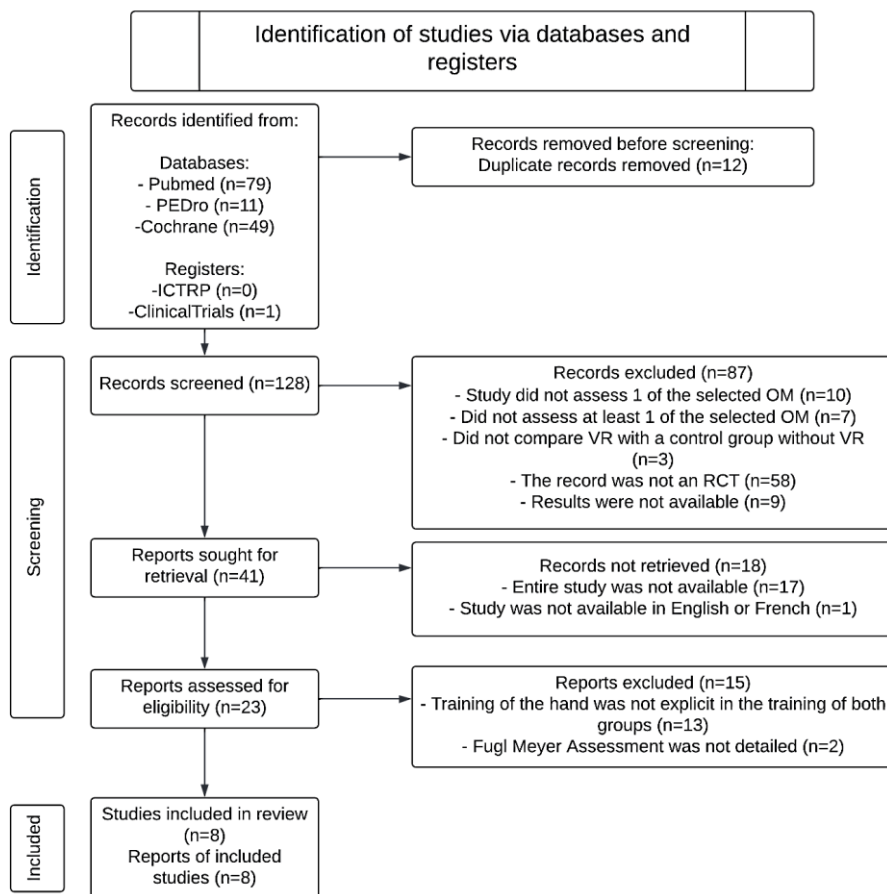 Identification of studies via databases and
registers
Identification
Records identified from:
Databases:
- Pubmed (n=79)
- PEDro (n=11)
-Cochrane (n=49)
Registers:
-ICTRP (n=0)
-ClinicalTrials (n=1)
Records removed before screening:
Duplicate records removed (n=12)
Screening
Records screened (n=128)
Records excluded (n=87)
- Study did not assess 1 of the selected OM (n=10)
- Did not assess at least 1 of the selected OM (n=7)
- Did not compare VR with a control group without VR
(n=3)
- The record was not an RCT (n=58)
- Results were not available (n=9)
Reports sought for
retrieval (n=41)
Records not retrieved (n=18)
- Entire study was not available (n=17)
- Study was not available in English or French (n=1)
Reports assessed for
eligibility (n=23)
Reports excluded (n=15)
- Training of the hand was not explicit in the training of both
groups (n=13)
- Fugl Meyer Assessment was not detailed (n=2)
Included
Studies included in review
(n=8)
Reports of included
studies (n=8)